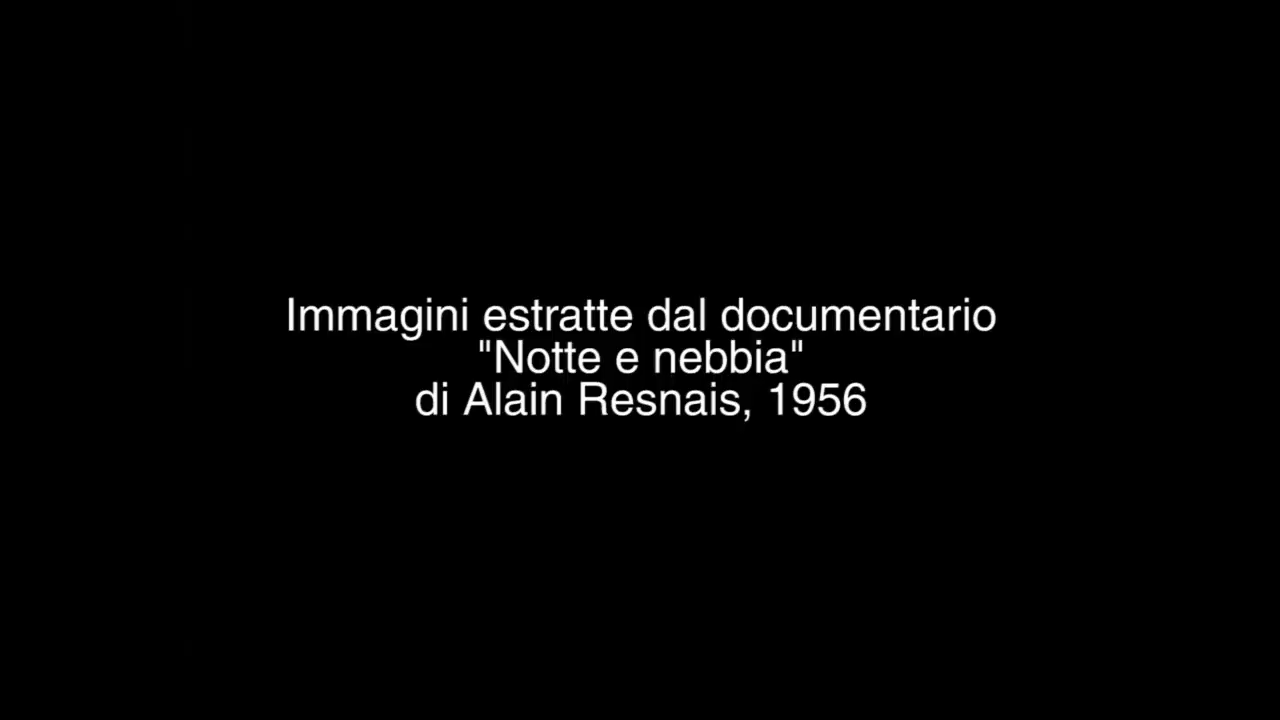 Immagini estratte dal documentario
"Notte e nebbia"
di Alain Resnais, 1956